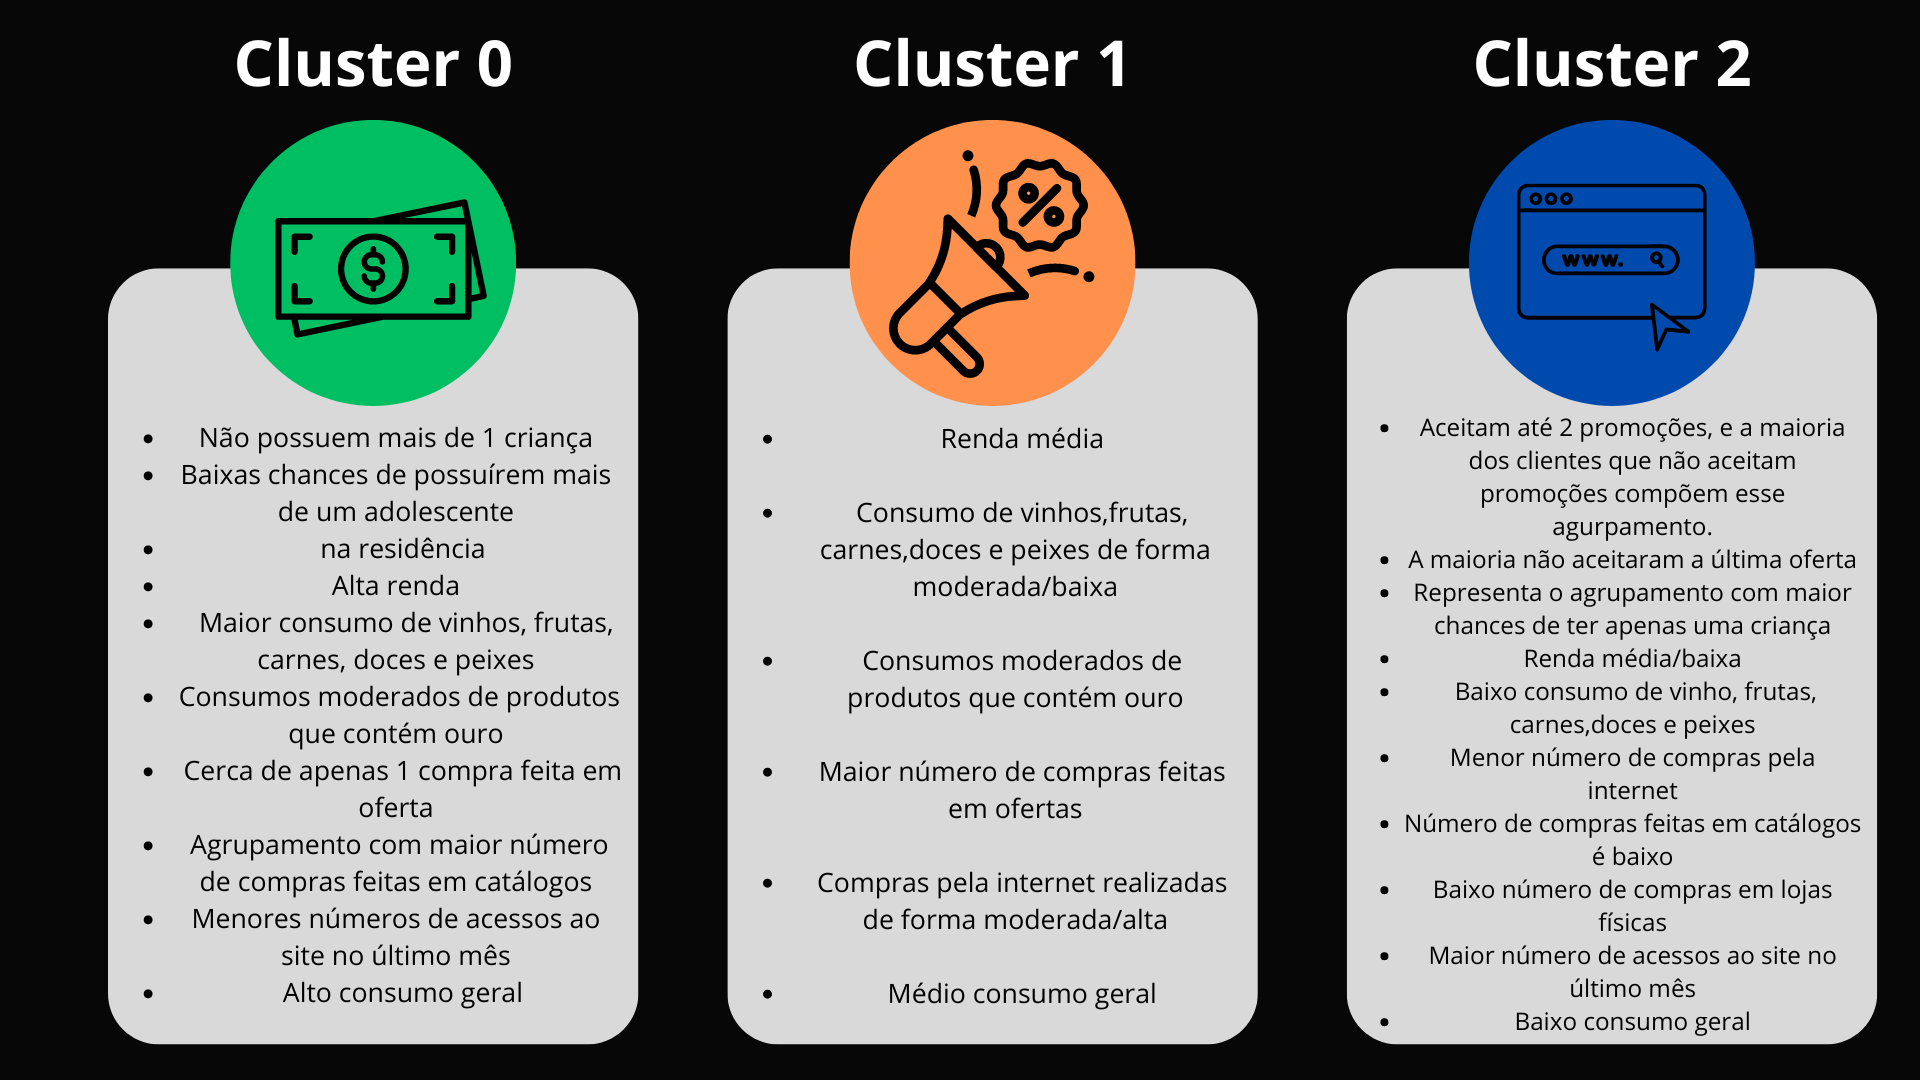 Cluster 0
Não possuem mais de 1 criança
Baixas chances de possuírem mais
de um adolescente
na residência
Alta renda
Maior consumo de vinhos, frutas,
carnes, doces e peixes
Consumos moderados de produtos
que contém ouro
Cerca de apenas 1 compra feita em
oferta
Agrupamento com maior número
de compras feitas em catálogos
Menores números de acessos ao
site no último mês
Alto consumo geral
Cluster 1
%
Renda média
Consumo de vinhos,frutas,
carnes,doces e peixes de forma
moderada/baixa
Consumos moderados de
produtos que contém ouro
Maior número de compras feitas
em ofertas
Compras pela internet realizadas
de forma moderada/alta
Médio consumo geral
Cluster 2
www.
Aceitam até 2 promoções, e a maioria
dos clientes que não aceitam
promoções compõem esse
agurpamento.
A maioria não aceitaram a última oferta
Representa o agrupamento com maior
chances de ter apenas uma criança
Renda média/baixa
Baixo consumo de vinho, frutas,
carnes,doces e peixes
Menor número de compras pela
internet
Número de compras feitas em catálogos
é baixo
Baixo número de compras em lojas
físicas
Maior número de acessos ao site no
último mês
Baixo consumo geral